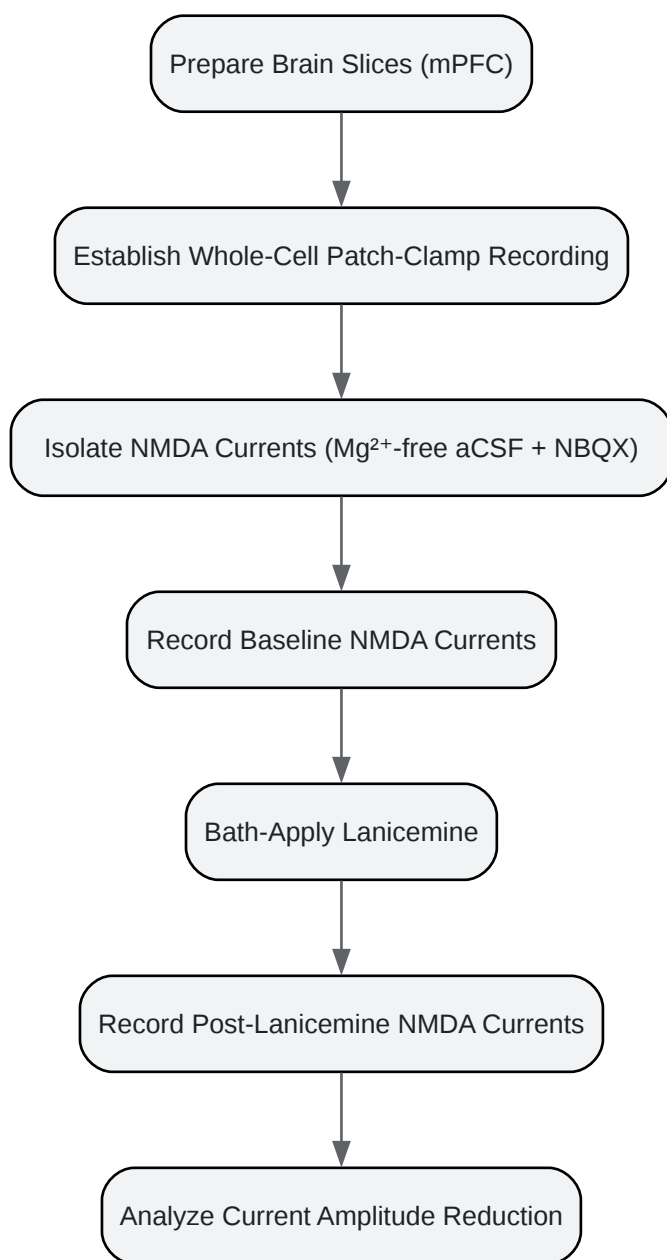 Prepare Brain Slices (mPFC)
Establish Whole-Cell Patch-Clamp Recording
Isolate NMDA Currents (Mg²⁺-free aCSF + NBQX)
Record Baseline NMDA Currents
Bath-Apply Lanicemine
Record Post-Lanicemine NMDA Currents
Analyze Current Amplitude Reduction